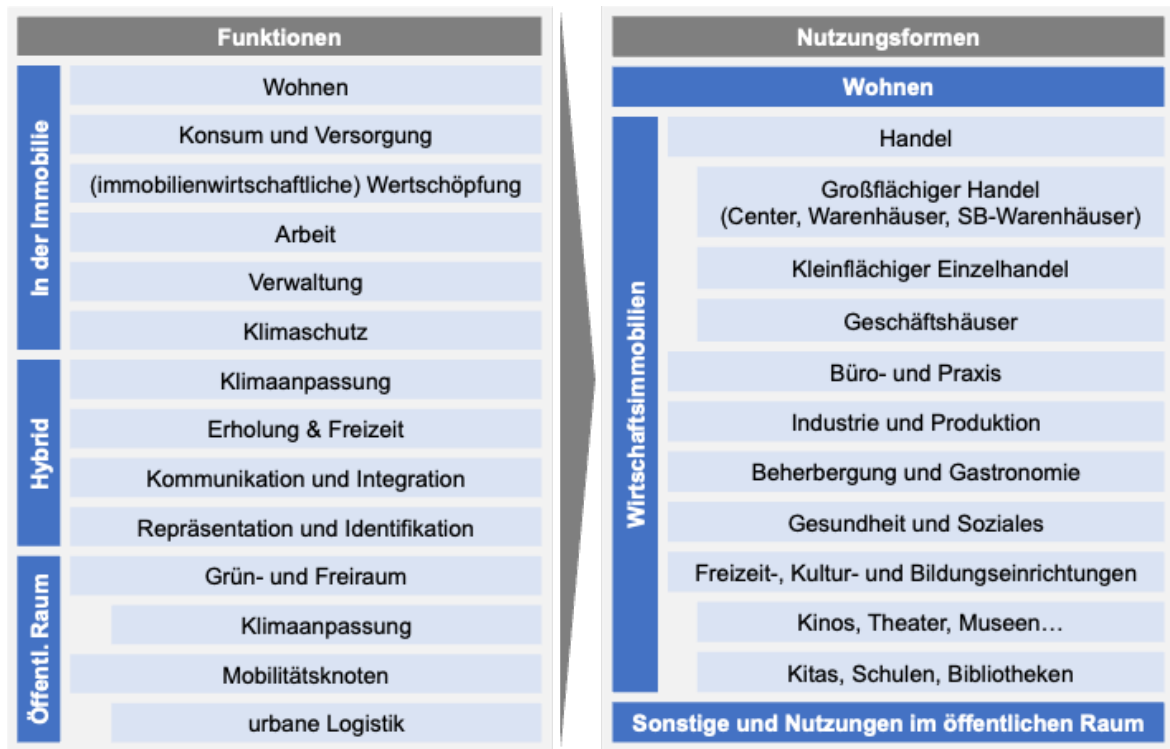 Funktionen
In der Immobilie
Wohnen
Konsum und Versorgung
(immobilienwirtschaftliche) Wertschöpfung
Arbeit
Verwaltung
Klimaschutz
Hybrid
Klimaanpassung
Erholung & Freizeit
Kommunikation und Integration
Repräsentation und Identifikation
Öffentl. Raum
Grün- und Freiraum
Klimaanpassung
Mobilitätsknoten
urbane Logistik
Nutzungsformen
Wohnen
Wirtschaftsimmobilien
Handel
Großflächiger Handel
(Center, Warenhäuser, SB-Warenhäuser)
Kleinflächiger Einzelhandel
Geschäftshäuser
Büro- und Praxis
Industrie und Produktion
Beherbergung und Gastronomie
Gesundheit und Soziales
Freizeit-, Kultur- und Bildungseinrichtungen
Kinos, Theater, Museen…
Kitas, Schulen, Bibliotheken
Sonstige und Nutzungen im öffentlichen Raum